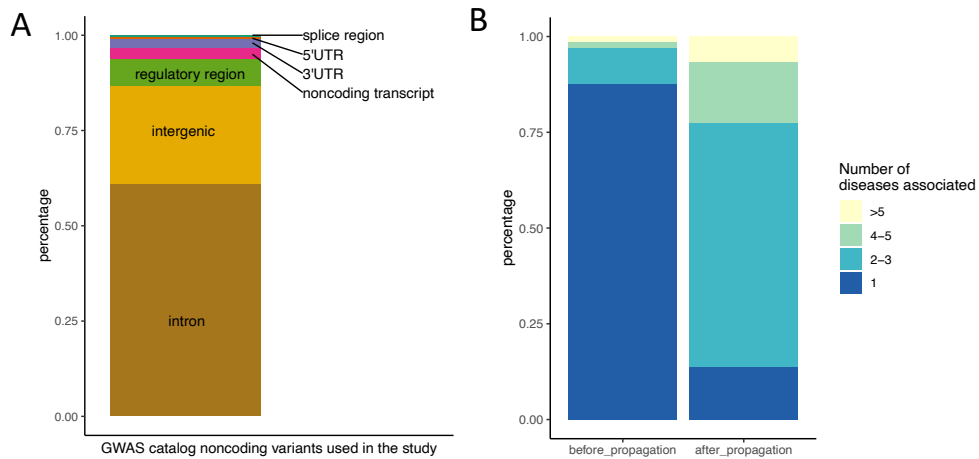 A
percentage
1.00
0.75
0.50
0.25
0.00
splice region
5'UTR
3'UTR
noncoding transcript
regulatory region
intergenic
intron
GWAS catalog noncoding variants used in the study
B
percentage
1.00
0.75
0.50
0.25
0.00
before_propagation
after_propagation
Number of
diseases associated
>5
4–5
2–3
1